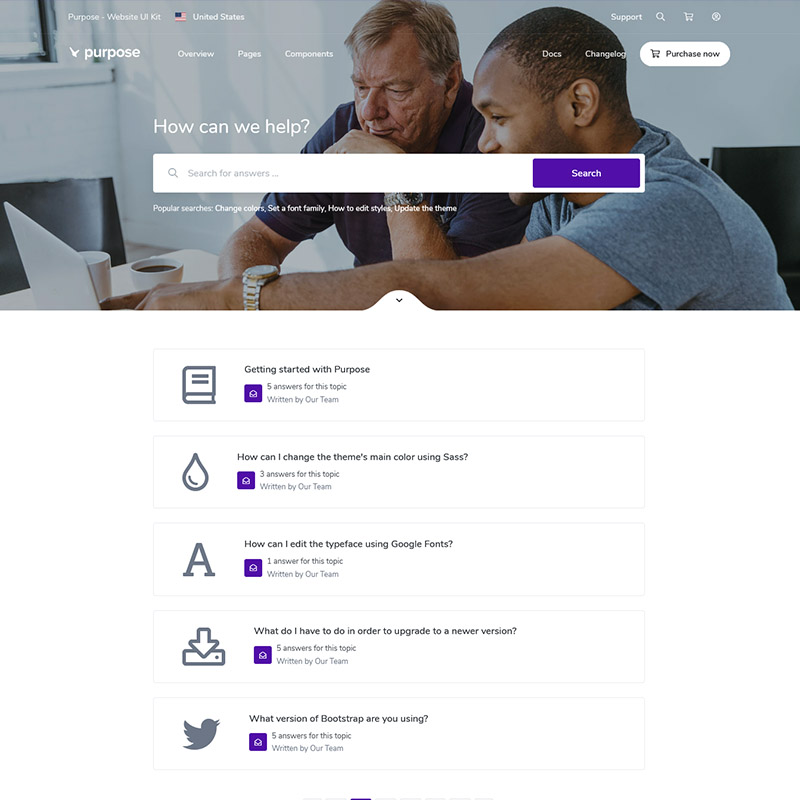 Purpose - Website UI Kit United States Support
purpose Overview Pages Components Docs Changelog Purchase now
How can we help?
Search for answers ... Search
Popular searches: Change colors, Set a font family, How to edit styles, Update the theme
Getting started with Purpose
5 answers for this topic
Written by Our Team
How can I change the theme's main color using Sass?
3 answers for this topic
Written by Our Team
How can I edit the typeface using Google Fonts?
1 answer for this topic
Written by Our Team
What do I have to do in order to upgrade to a newer version?
5 answers for this topic
Written by Our Team
What version of Bootstrap are you using?
5 answers for this topic
Written by Our Team